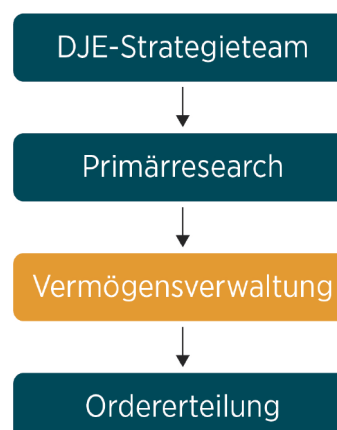 DJE-Strategieteam
Primärresearch
Vermögensverwaltung
Ordererteilung